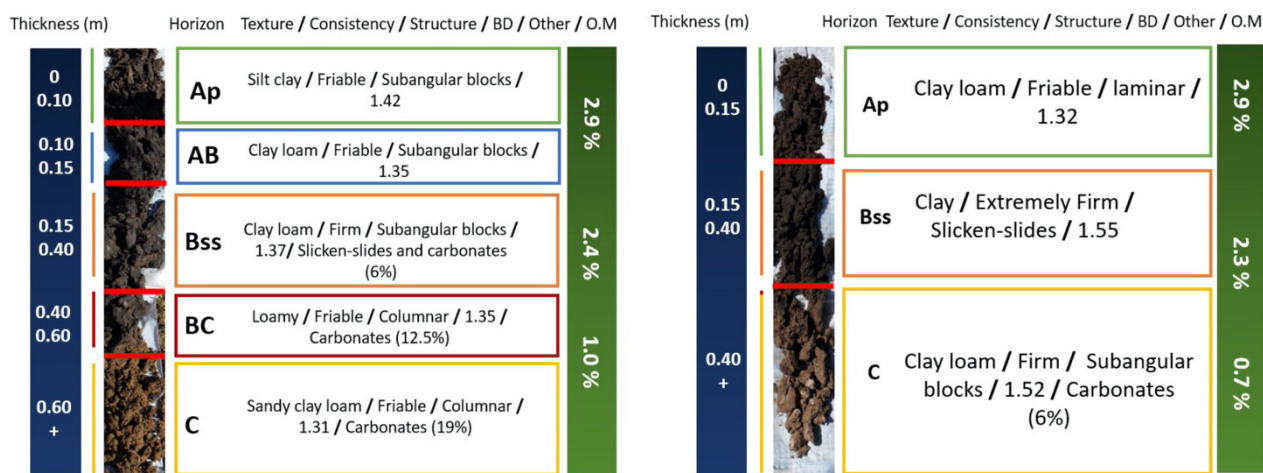 Thickness (m) Horizon Texture / Consistency / Structure / BD / Other / O.M
0
0.10
Ap
Silt clay / Friable / Subangular blocks /
1.42
0.10
0.15
AB
Clay loam / Friable / Subangular blocks /
1.35
0.15
0.40
Bss
Clay loam / Firm / Subangular blocks /
1.37/ Slicken-slides and carbonates
(6%)
0.40
0.60
BC
Loamy / Friable / Columnar / 1.35 /
Carbonates (12.5%)
0.60
+
C
Sandy clay loam / Friable / Columnar /
1.31 / Carbonates (19%)
2.9 %
2.4 %
1.0 %
Thickness (m) Horizon Texture / Consistency / Structure / BD / Other / O.M
0
0.15
Ap
Clay loam / Friable / laminar /
1.32
0.15
0.40
Bss
Clay / Extremely Firm /
Slicken-slides / 1.55
0.40
+
C
Clay loam / Firm / Subangular
blocks / 1.52 / Carbonates
(6%)
2.9 %
2.3 %
0.7 %